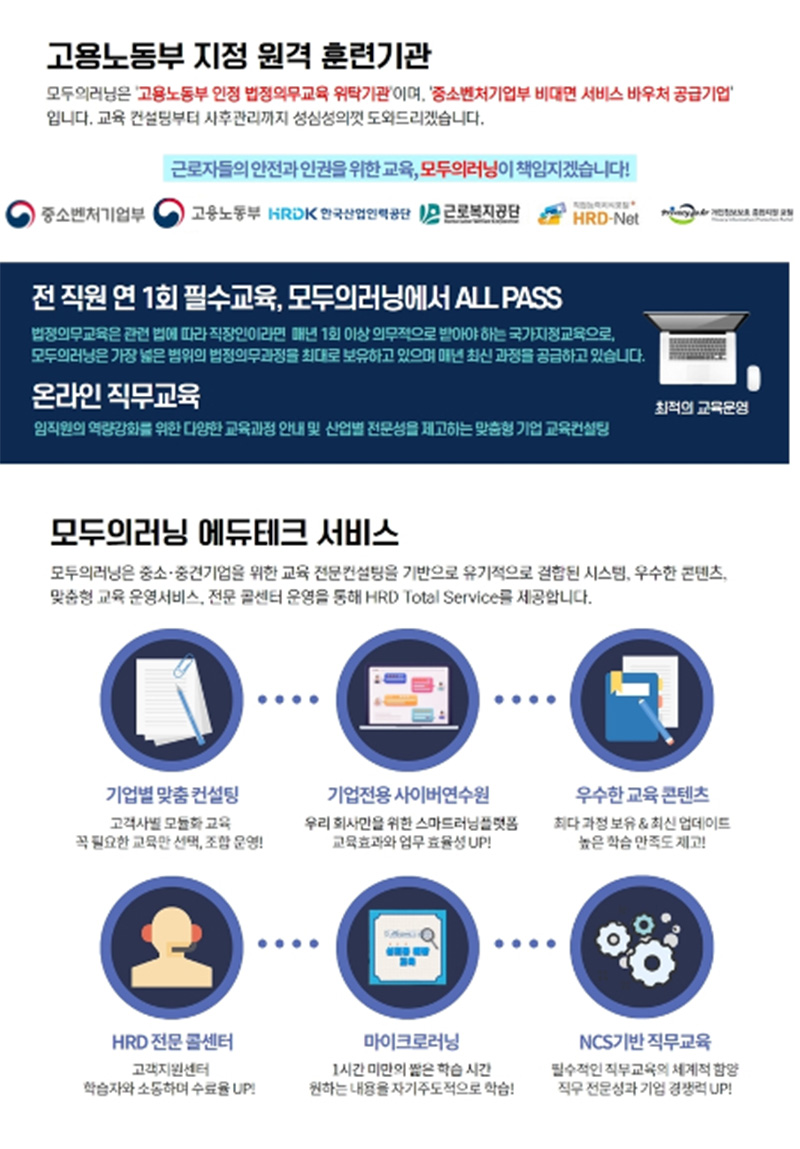 고용노동부 지정 원격 훈련기관
모두의러닝은 '고용노동부 인정 법정의무교육 위탁기관'이며, '중소벤처기업부 비대면 서비스 바우처 공급기업'
입니다. 교육 컨설팅부터 사후관리까지 성심성의껏 도와드리겠습니다.
근로자들의 안전과 인권을 위한 교육, 모두의러닝이 책임지겠습니다!
중소벤처기업부 고용노동부 HRDK 한국산업인력공단 근로복지공단 HRD-Net 개인정보보호 종합지원 포털
전 직원 연 1회 필수교육, 모두의러닝에서 ALL PASS
법정의무교육은 관련 법에 따라 직장인이라면 매년 1회 이상 의무적으로 받아야 하는 국가지정교육으로,
모두의러닝은 가장 넓은 범위의 법정의무과정을 최대로 보유하고 있으며 매년 최신 과정을 공급하고 있습니다.
온라인 직무교육
임직원의 역량강화를 위한 다양한 교육과정 안내 및 산업별 전문성을 제고하는 맞춤형 기업 교육컨설팅
최적의 교육운영
모두의러닝 에듀테크 서비스
모두의러닝은 중소·중견기업을 위한 교육 전문컨설팅을 기반으로 유기적으로 결합된 시스템, 우수한 콘텐츠,
맞춤형 교육 운영서비스, 전문 콜센터 운영을 통해 HRD Total Service를 제공합니다.
기업별 맞춤 컨설팅
고객사별 모듈화 교육
꼭 필요한 교육만 선택, 조합 운영!
기업전용 사이버연수원
우리 회사만을 위한 스마트러닝플랫폼
교육효과와 업무 효율성 UP!
우수한 교육 콘텐츠
최다 과정 보유 & 최신 업데이트
높은 학습 만족도 제고!
HRD 전문 콜센터
고객지원센터
학습자와 소통하며 수료율 UP!
마이크로러닝
1시간 미만의 짧은 학습 시간
원하는 내용을 자기주도적으로 학습!
NCS기반 직무교육
필수적인 직무교육의 체계적 함양
직무 전문성과 기업 경쟁력 UP!